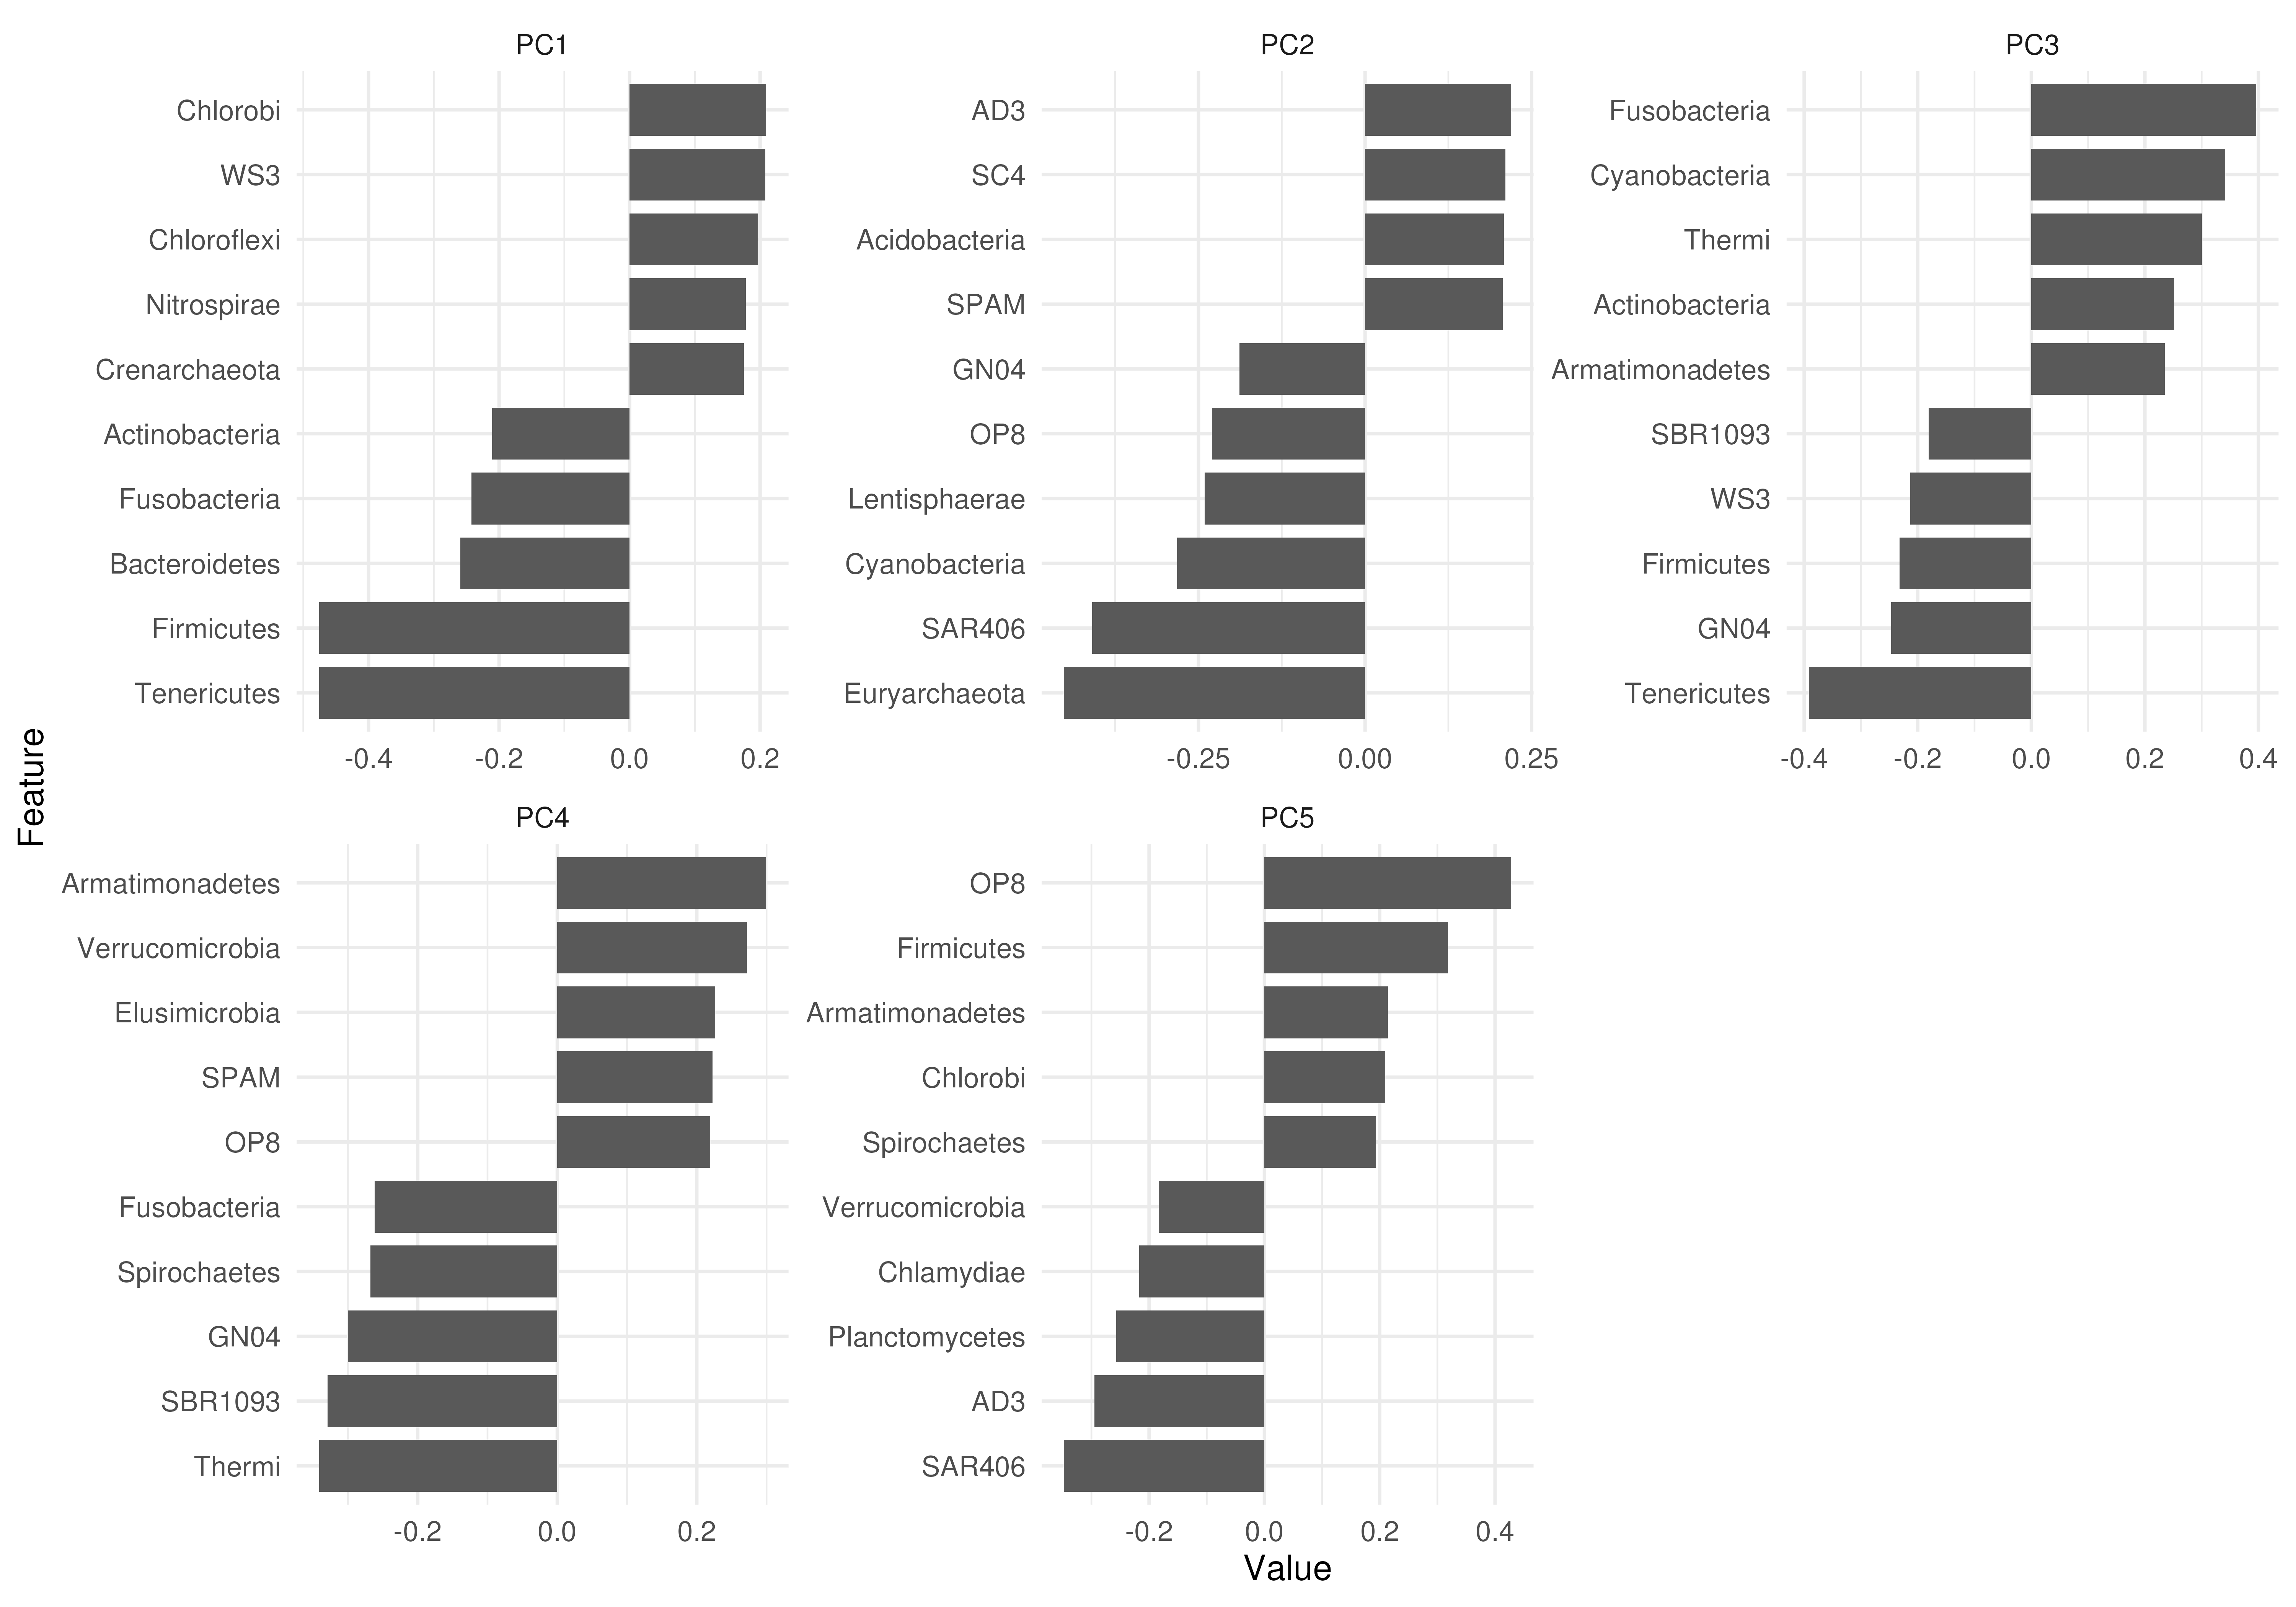 PC1
Chlorobi
WS3
Chloroflexi
Nitrospirae
Crenarchaeota
Actinobacteria
Fusobacteria
Bacteroidetes
Firmicutes
Tenericutes
-0.4 -0.2 0.0 0.2
PC2
AD3
SC4
Acidobacteria
SPAM
GN04
OP8
Lentisphaerae
Cyanobacteria
SAR406
Euryarchaeota
-0.25 0.00 0.25
PC3
Fusobacteria
Cyanobacteria
Thermi
Actinobacteria
Armatimonadetes
SBR1093
WS3
Firmicutes
GN04
Tenericutes
-0.4 -0.2 0.0 0.2 0.4
Feature
PC4
Armatimonadetes
Verrucomicrobia
Elusimicrobia
SPAM
OP8
Fusobacteria
Spirochaetes
GN04
SBR1093
Thermi
-0.2 0.0 0.2
PC5
OP8
Firmicutes
Armatimonadetes
Chlorobi
Spirochaetes
Verrucomicrobia
Chlamydiae
Planctomycetes
AD3
SAR406
-0.2 0.0 0.2 0.4
Value